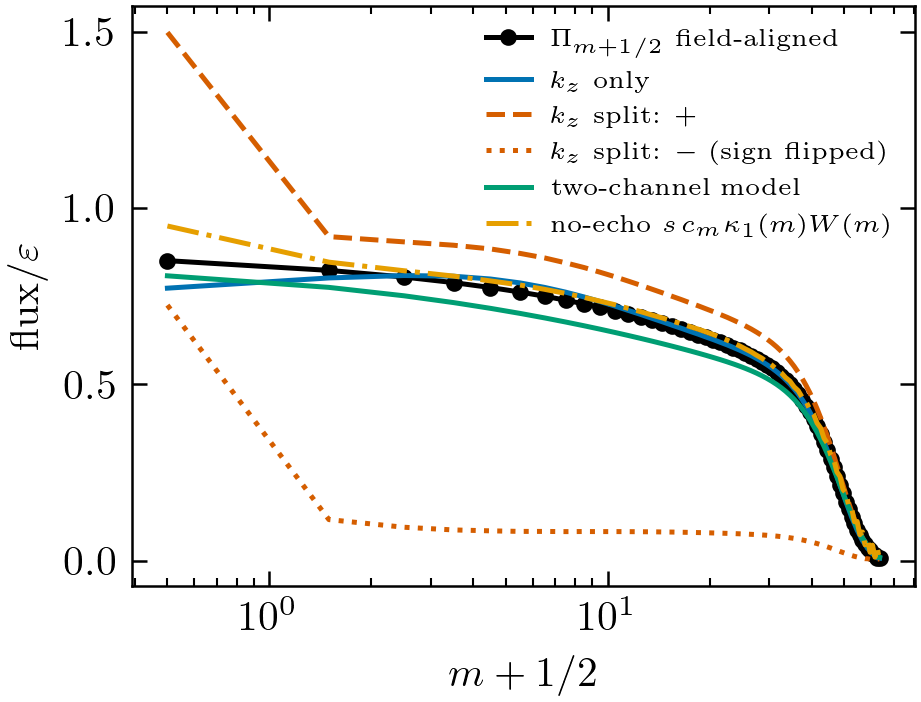 1.5
1.0
0.5
0.0
flux/ε
Π_{m+1/2} field-aligned
k_z only
k_z split: +
k_z split: − (sign flipped)
two-channel model
no-echo s c_m κ_1(m)W(m)
10^0
10^1
m + 1/2